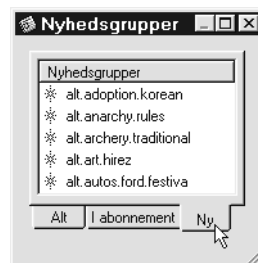 Nyhedsgrupper
Nyhedsgrupper
alt.adoption.korean
alt.anarchy.rules
alt.archery.traditional
alt.art.hirez
alt.autos.ford.festiva
Alt I abonnement Ny